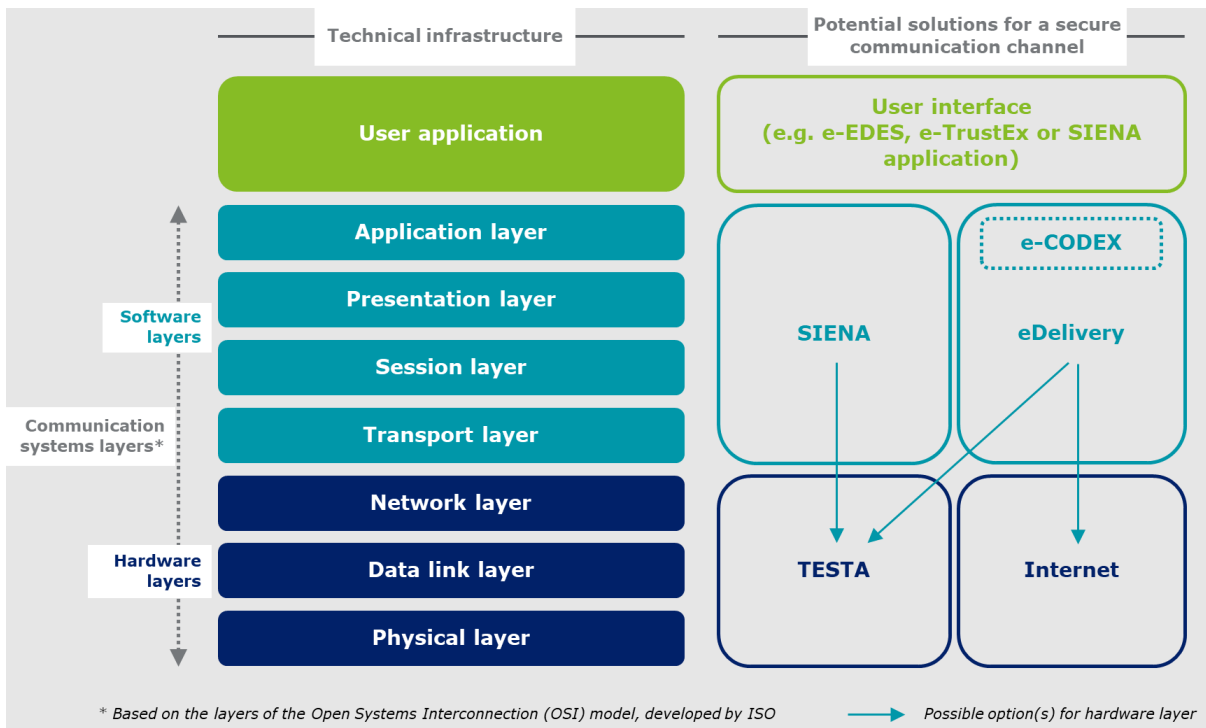 Technical infrastructure
Potential solutions for a secure
communication channel
User application
User interface
(e.g. e-EDES, e-TrustEx or SIENA
application)
Application layer
e-CODEX
Presentation layer
Software
layers
SIENA
eDelivery
Session layer
Transport layer
Communication
systems layers*
Network layer
Hardware
layers
Data link layer
TESTA
Internet
Physical layer
* Based on the layers of the Open Systems Interconnection (OSI) model, developed by ISO
Possible option(s) for hardware layer